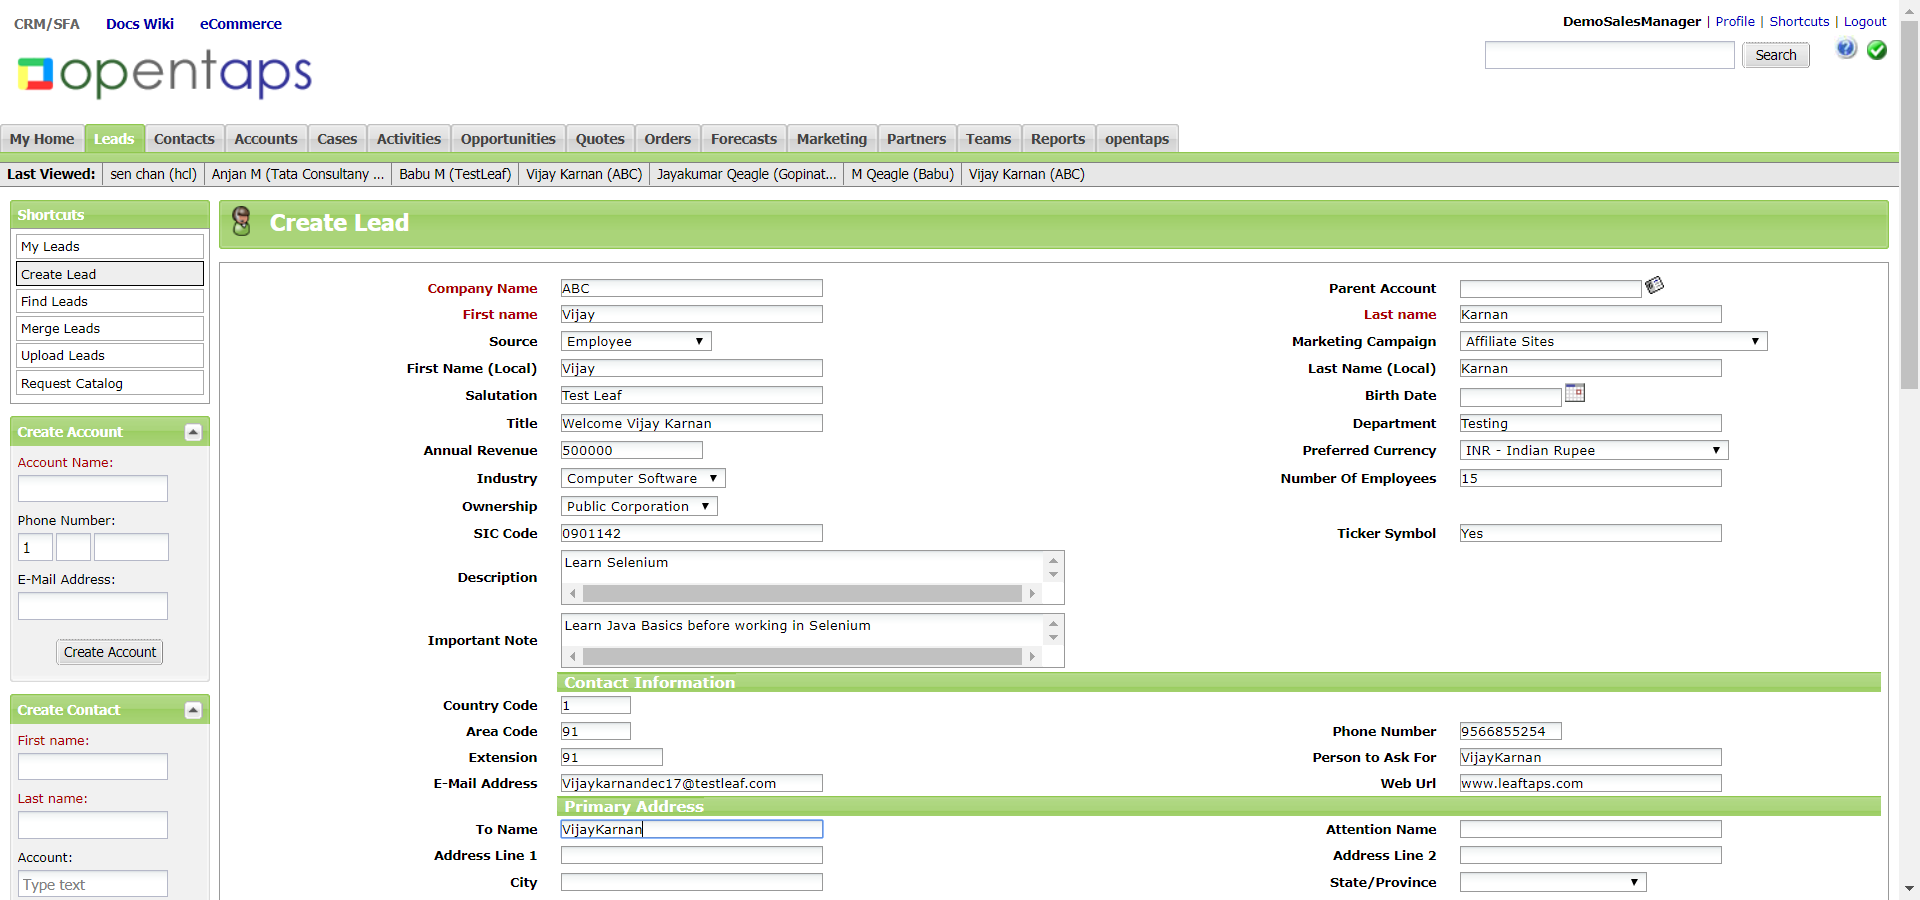 CRM/SFA Docs Wiki eCommerce
DemoSalesManager | Profile | Shortcuts | Logout
Search
opentaps
My Home Leads Contacts Accounts Cases Activities Opportunities Quotes Orders Forecasts Marketing Partners Teams Reports opentaps
Last Viewed: sen chan (hcl) Anjan M (Tata Consultany ... Babu M (TestLeaf) Vijay Karnan (ABC) Jayakumar Qeagle (Gopinat... M Qeagle (Babu) Vijay Karnan (ABC)
Shortcuts
My Leads
Create Lead
Find Leads
Merge Leads
Upload Leads
Request Catalog
Create Account
Account Name:
Phone Number:
1
E-Mail Address:
Create Account
Create Contact
First name:
Last name:
Account:
Type text
Create Lead
Company Name ABC Parent Account
First name Vijay Last name Karnan
Source Employee Marketing Campaign Affiliate Sites
First Name (Local) Vijay Last Name (Local) Karnan
Salutation Test Leaf Birth Date
Title Welcome Vijay Karnan Department Testing
Annual Revenue 500000 Preferred Currency INR - Indian Rupee
Industry Computer Software Number Of Employees 15
Ownership Public Corporation
SIC Code 0901142 Ticker Symbol Yes
Description Learn Selenium
Important Note Learn Java Basics before working in Selenium
Contact Information
Country Code 1
Area Code 91 Phone Number 9566855254
Extension 91 Person to Ask For VijayKarnan
E-Mail Address Vijaykarnandec17@testleaf.com Web Url www.leaftaps.com
Primary Address
To Name VijayKarnan Attention Name
Address Line 1 Address Line 2
City State/Province